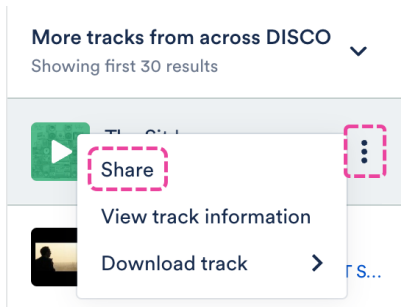 More tracks from across DISCO
Showing first 30 results
Share
View track information
Download track
T S...